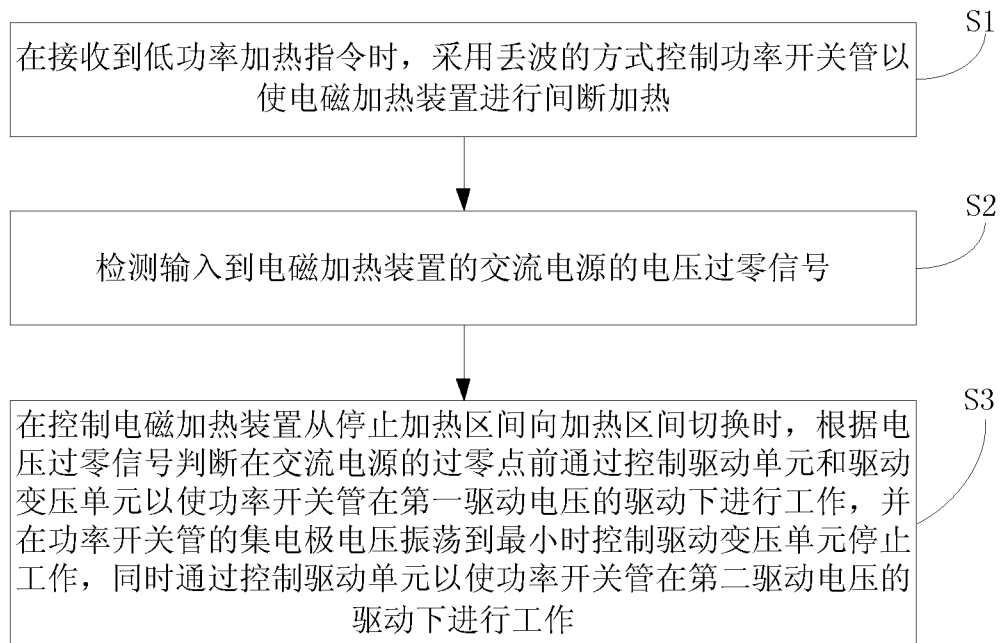 S1
在接收到低功率加热指令时，采用丢波的方式控制功率开关管以
使电磁加热装置进行间断加热
S2
检测输入到电磁加热装置的交流电源的电压过零信号
S3
在控制电磁加热装置从停止加热区间向加热区间切换时，根据电
压过零信号判断在交流电源的过零点前通过控制驱动单元和驱动
变压单元以使功率开关管在第一驱动电压的驱动下进行工作，并
在功率开关管的集电极电压振荡到最小时控制驱动变压单元停止
工作，同时通过控制驱动单元以使功率开关管在第二驱动电压的
驱动下进行工作